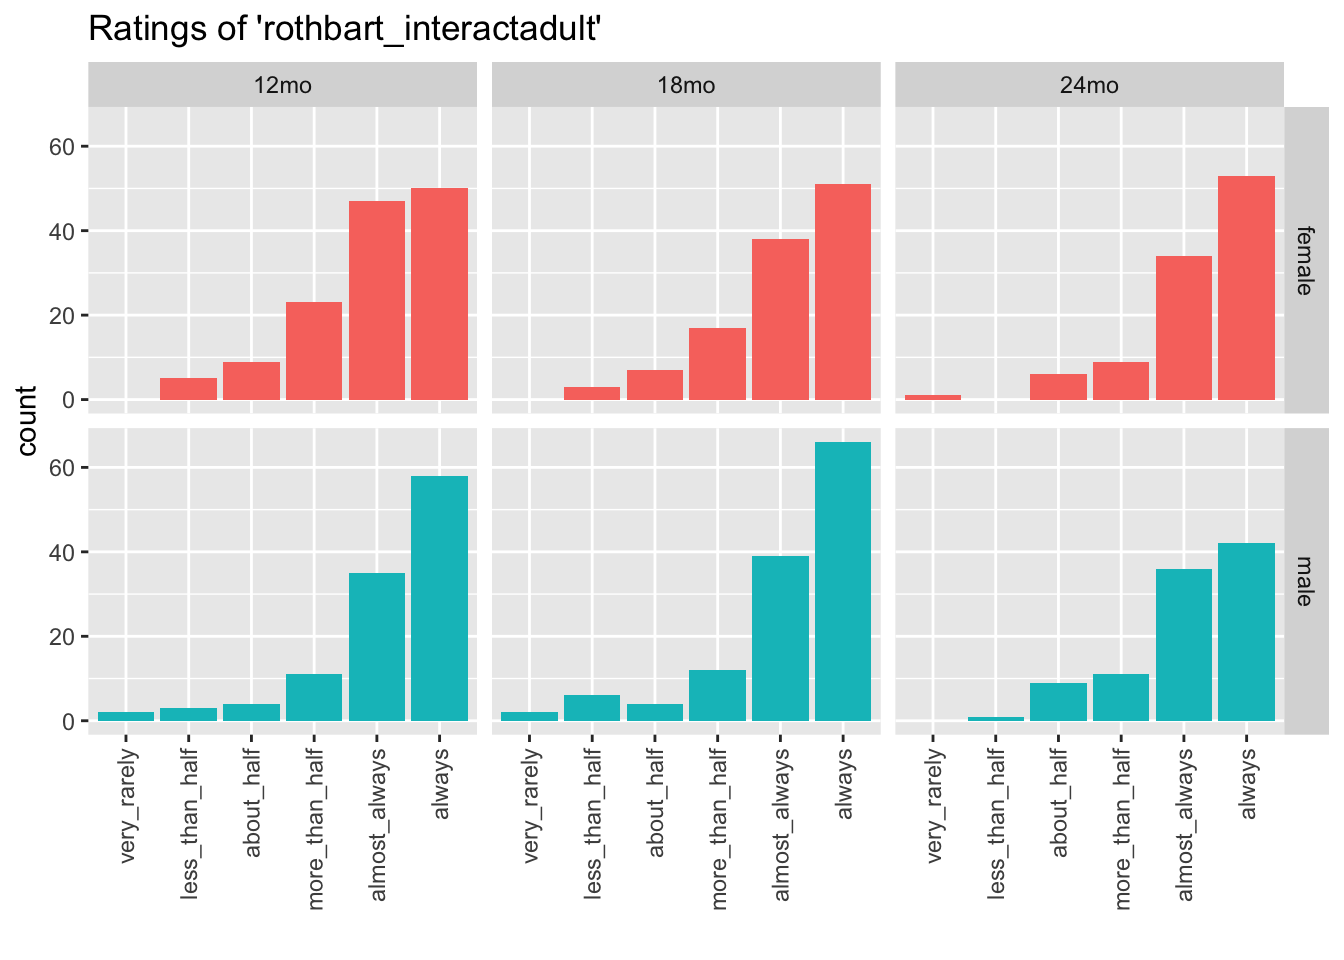 Ratings of 'rothbart_interactadult'
12mo 18mo 24mo
60
40
20
0
female
count
60
40
20
0
male
very_rarely less_than_half about_half more_than_half almost_always always
very_rarely less_than_half about_half more_than_half almost_always always
very_rarely less_than_half about_half more_than_half almost_always always